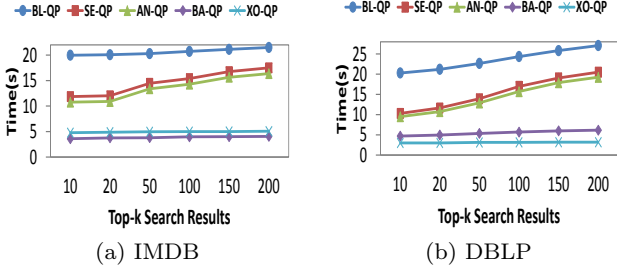 BL-QP SE-QP AN-QP BA-QP XO-QP
Time(s)
20
15
10
5
0
10 20 50 100 150 200
Top-k Search Results
(a) IMDB
BL-QP SE-QP AN-QP BA-QP XO-QP
Time(s)
25
20
15
10
5
0
10 20 50 100 150 200
Top-k Search Results
(b) DBLP